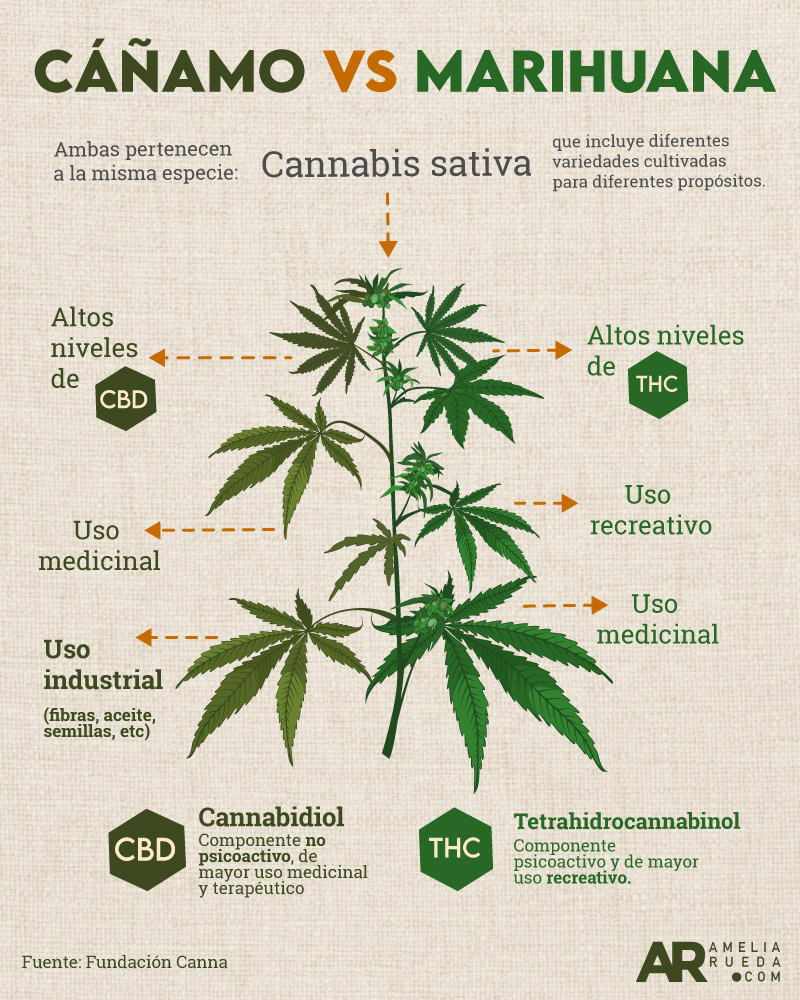 CÁÑAMO VS MARIHUANA
Ambas pertenecen
a la misma especie:
Cannabis sativa
que incluye diferentes
variedades cultivadas
para diferentes propósitos.
Altos
niveles
de CBD
Uso
medicinal
Uso
industrial
(fibras, aceite,
semillas, etc)
Altos niveles
de THC
Uso
recreativo
Uso
medicinal
CBD
Cannabidiol
Componente no
psicoactivo, de
mayor uso medicinal
y terapéutico
THC
Tetrahidrocannabinol
Componente
psicoactivo y de mayor
uso recreativo.
Fuente: Fundación Canna
AR
AMELIA
RUEDA
.COM